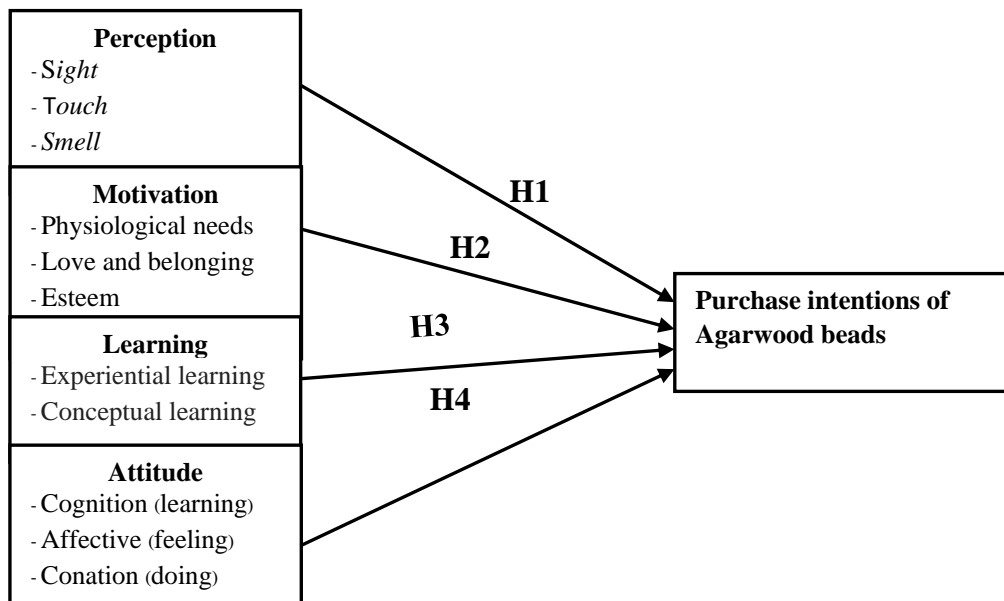 Perception
- Sight
- Touch
- Smell
Motivation
- Physiological needs
- Love and belonging
- Esteem
Learning
- Experiential learning
- Conceptual learning
Attitude
- Cognition (learning)
- Affective (feeling)
- Conation (doing)
H1
H2
H3
H4
Purchase intentions of
Agarwood beads